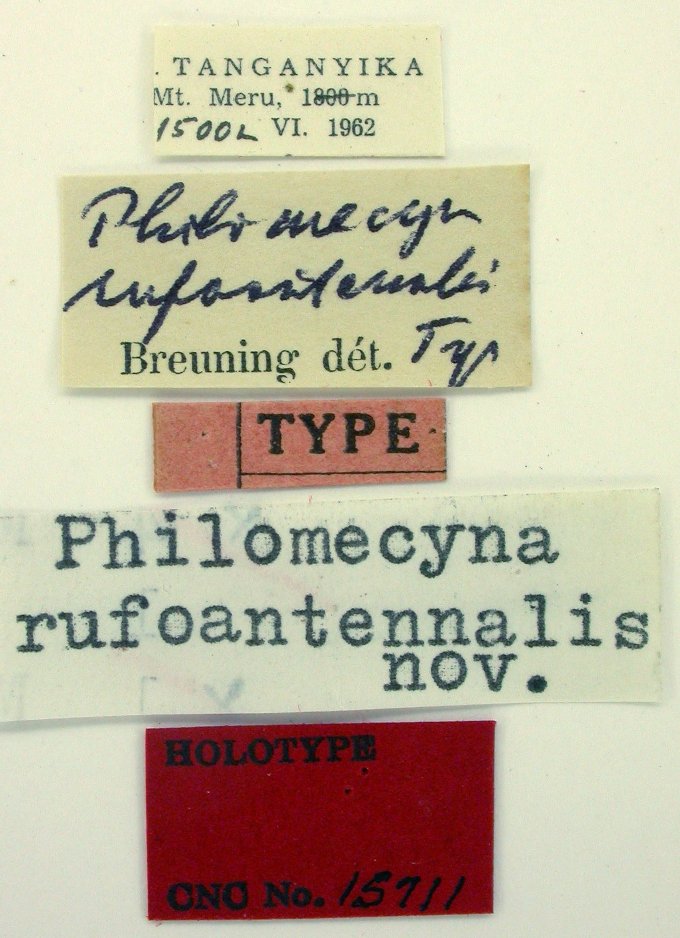 . TANGANYIKA
Mt. Meru, 1800 m
1500 VI. 1962
Philomecyn
rufoantennalis
Breuning dét. Typ
TYPE
Philomecyna
rufoantennalis
nov.
HOLOTYPE
CNC No. 15711